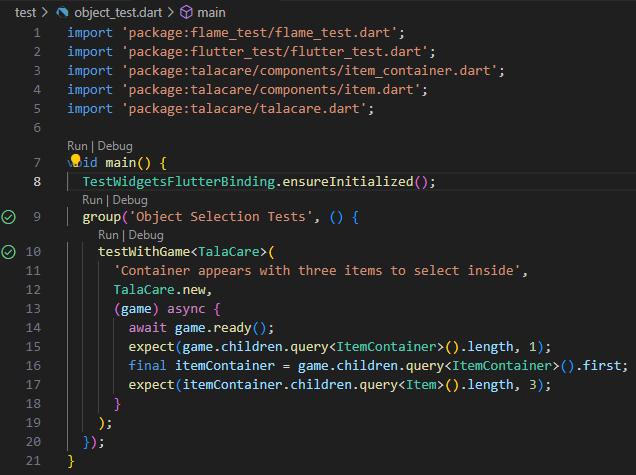 test > object_test.dart > main
1 import 'package:flame_test/flame_test.dart';
2 import 'package:flutter_test/flutter_test.dart';
3 import 'package:talacare/components/item_container.dart';
4 import 'package:talacare/components/item.dart';
5 import 'package:talacare/talacare.dart';
6
Run | Debug
7 void main() {
8 TestWidgetsFlutterBinding.ensureInitialized();
Run | Debug
9 group('Object Selection Tests', () {
Run | Debug
10 testWithGame<TalaCare>(
11 'Container appears with three items to select inside',
12 TalaCare.new,
13 (game) async {
14 await game.ready();
15 expect(game.children.query<ItemContainer>().length, 1);
16 final itemContainer = game.children.query<ItemContainer>().first;
17 expect(itemContainer.children.query<Item>().length, 3);
18 }
19 );
20 });
21 }